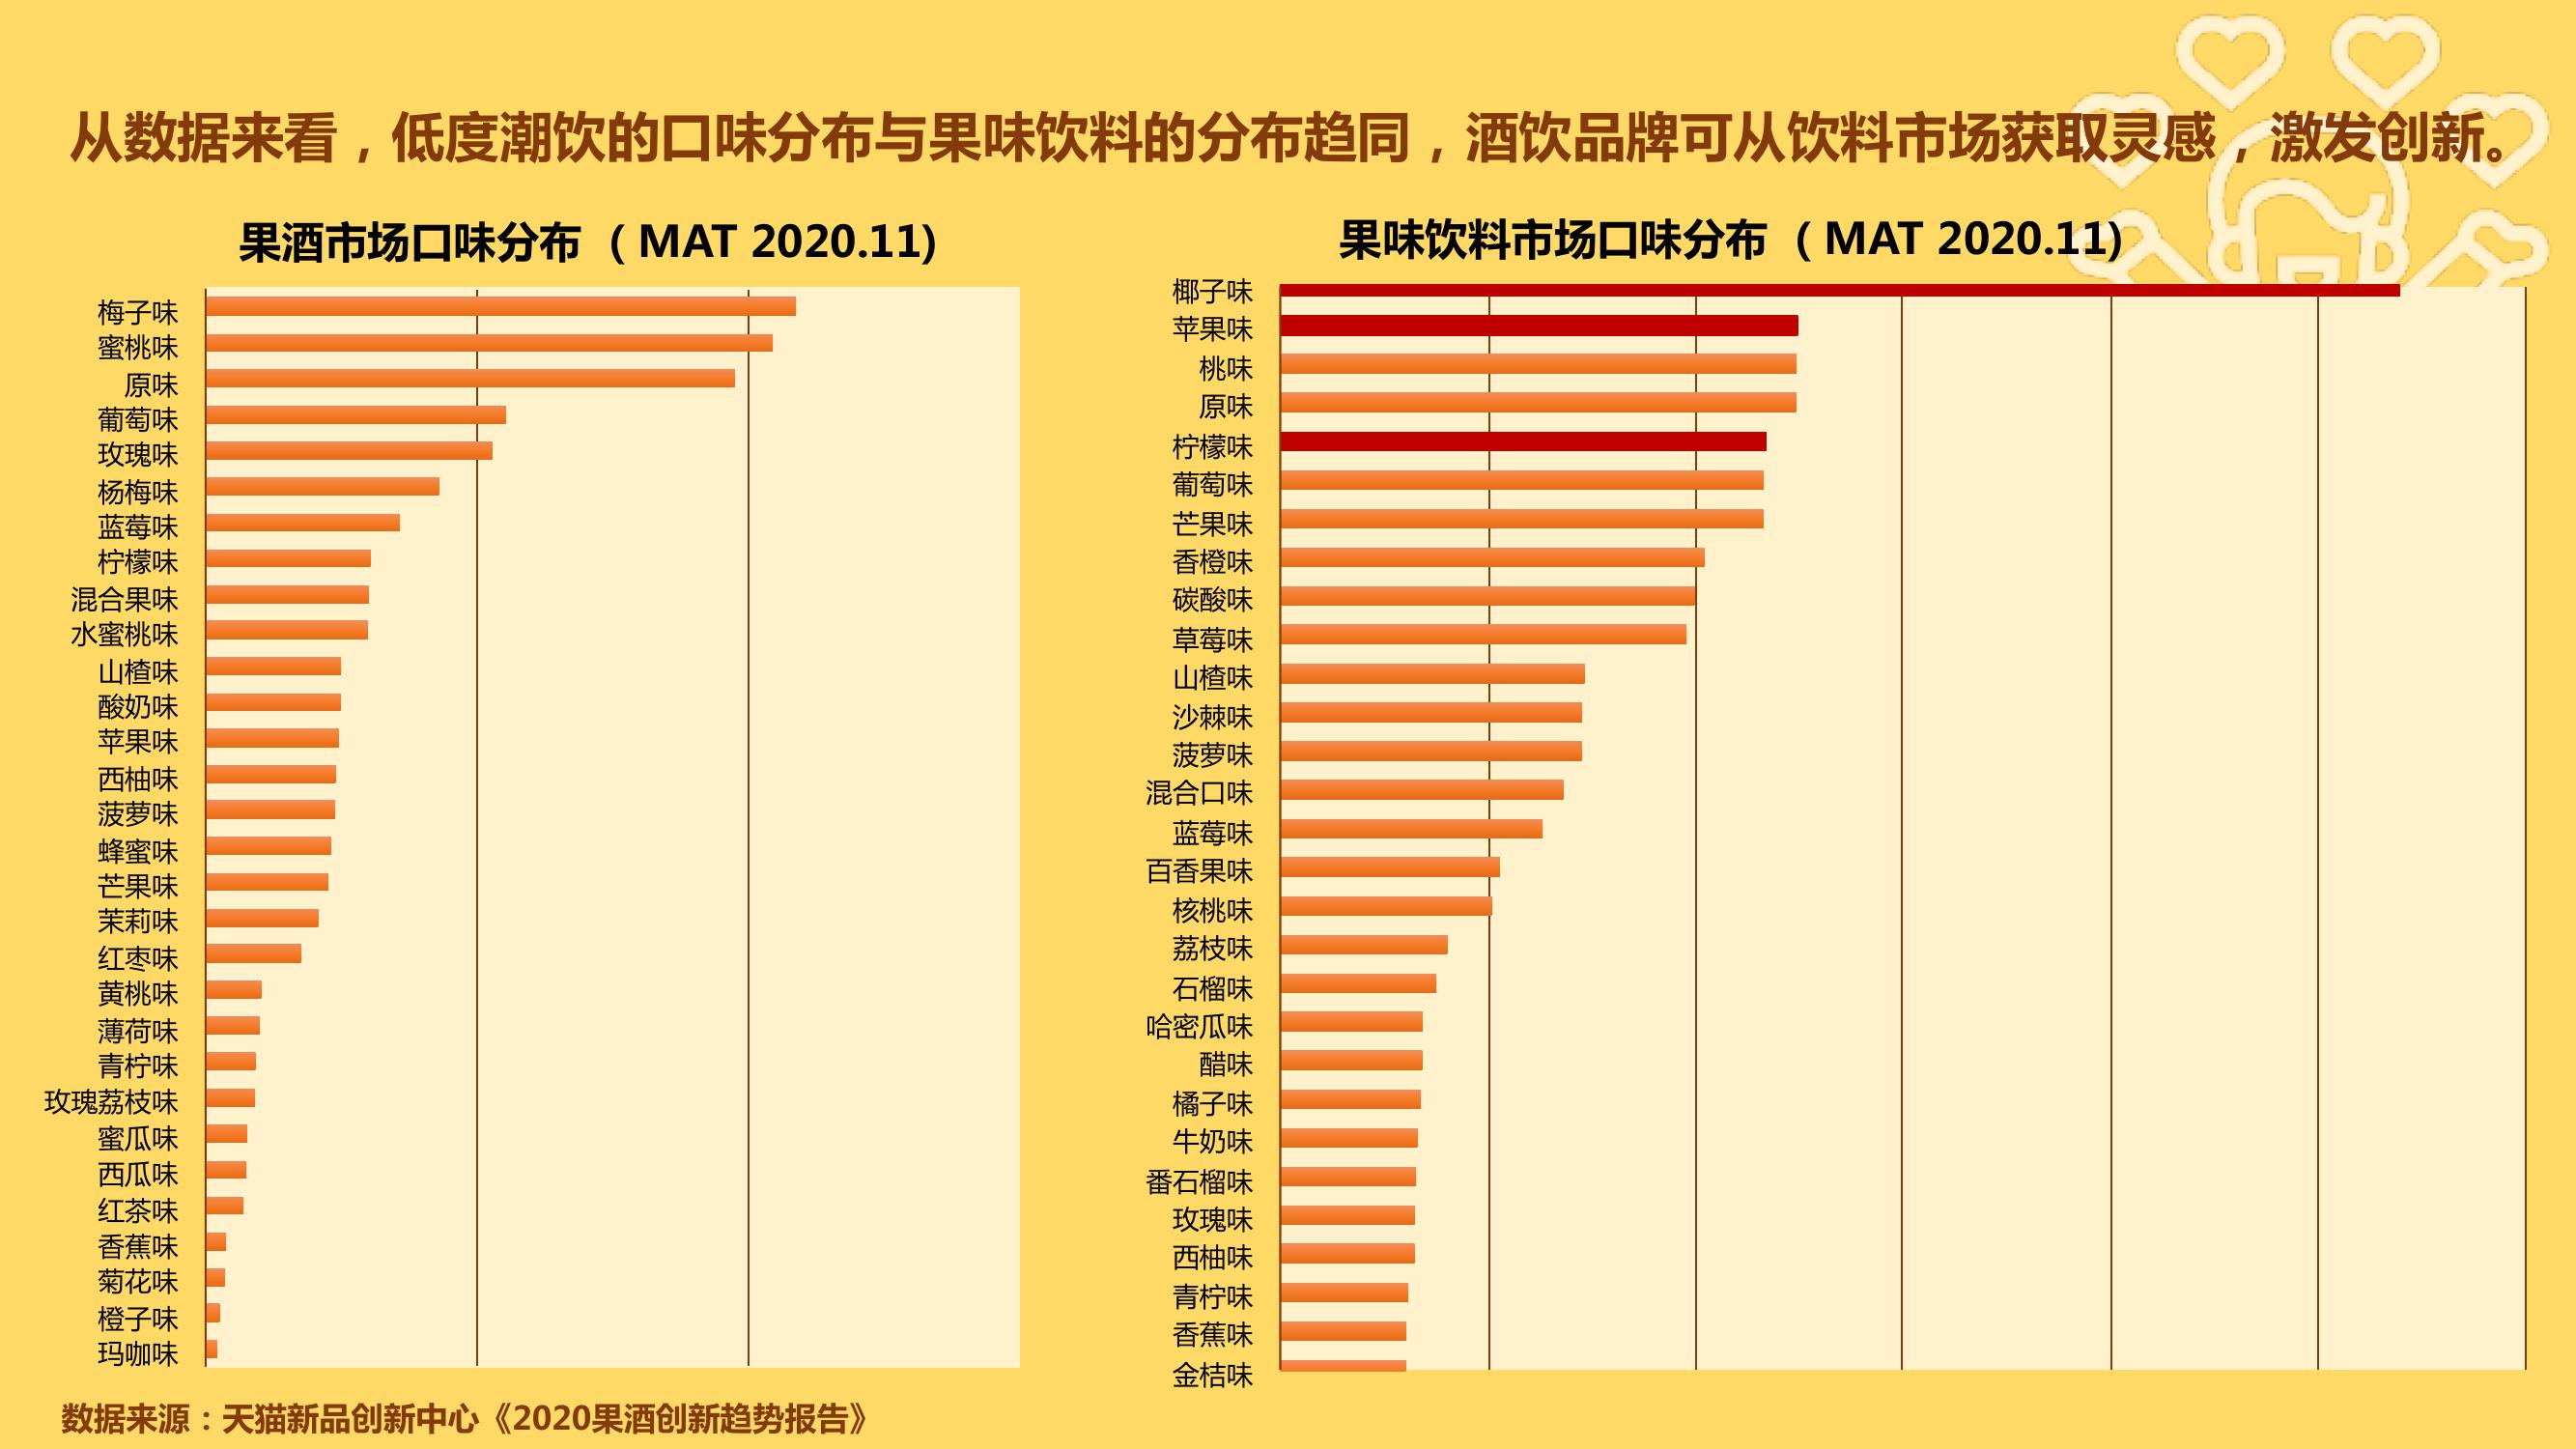 从数据来看，低度潮饮的口味分布与果味饮料的分布趋同，酒饮品牌可从饮料市场获取灵感，激发创新。
果酒市场口味分布（MAT 2020.11)
梅子味
蜜桃味
原味
葡萄味
玫瑰味
杨梅味
蓝莓味
柠檬味
混合果味
水蜜桃味
山楂味
酸奶味
苹果味
西柚味
菠萝味
蜂蜜味
芒果味
茉莉味
红枣味
黄桃味
薄荷味
青柠味
玫瑰荔枝味
蜜瓜味
西瓜味
红茶味
香蕉味
菊花味
橙子味
玛咖味
果味饮料市场口味分布（MAT 2020.11)
椰子味
苹果味
桃味
原味
柠檬味
葡萄味
芒果味
香橙味
碳酸味
草莓味
山楂味
沙棘味
菠萝味
混合口味
蓝莓味
百香果味
核桃味
荔枝味
石榴味
哈密瓜味
醋味
橘子味
牛奶味
番石榴味
玫瑰味
西柚味
青柠味
香蕉味
金桔味
数据来源：天猫新品创新中心《2020果酒创新趋势报告》